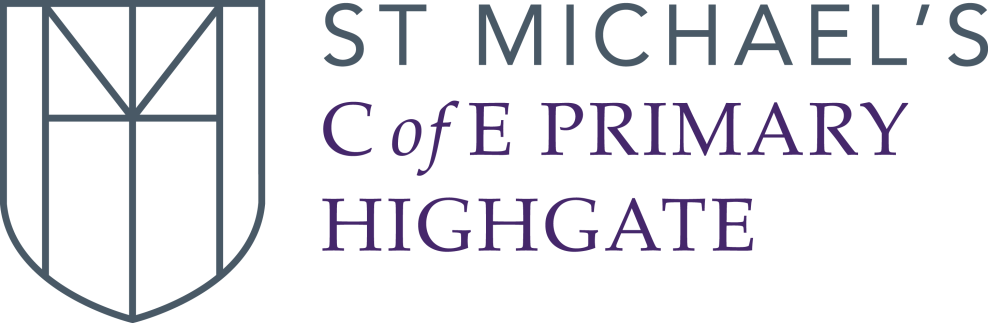 ST MICHAEL'S
C of E PRIMARY
HIGHGATE